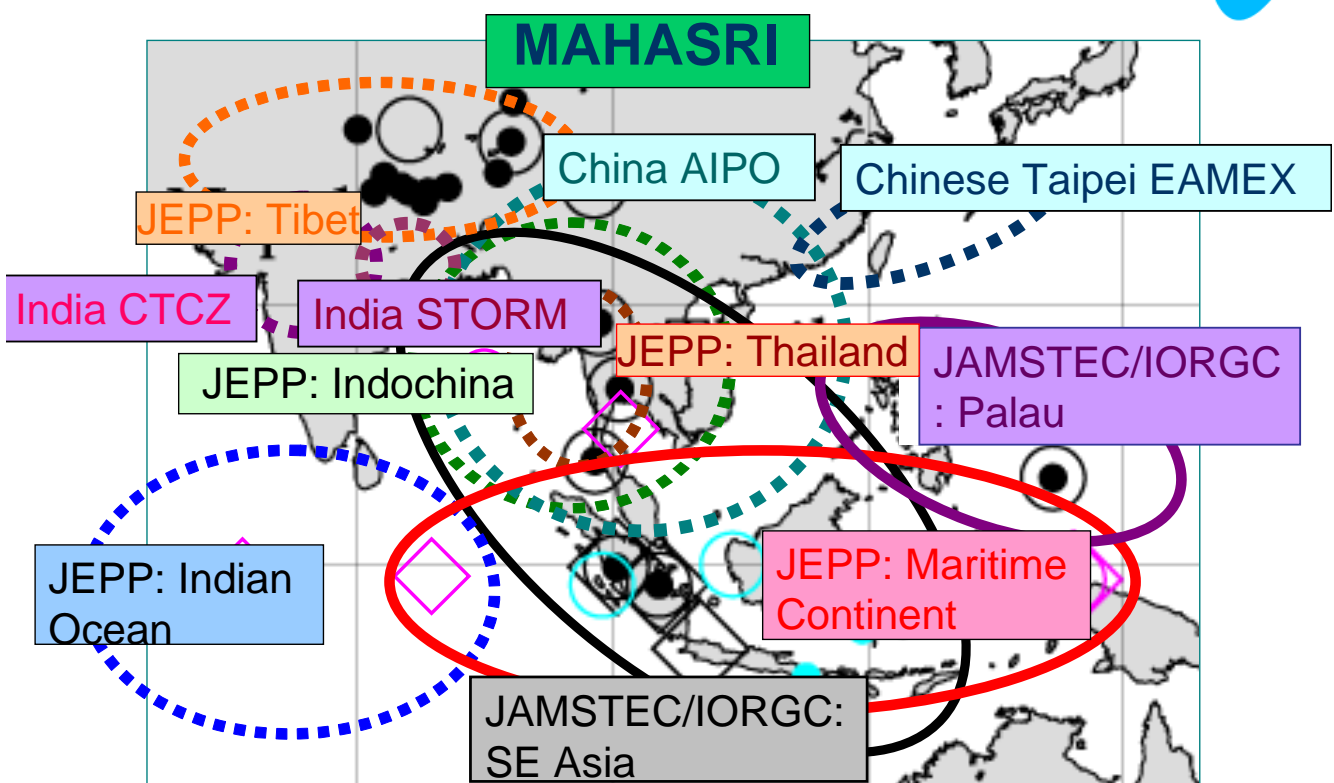 MAHASRI
China AIPO
Chinese Taipei EAMEX
JEPP: Tibet
India CTCZ
India STORM
JEPP: Thailand
JAMSTEC/IORGC
: Palau
JEPP: Indochina
JEPP: Indian
Ocean
JEPP: Maritime
Continent
JAMSTEC/IORGC:
SE Asia